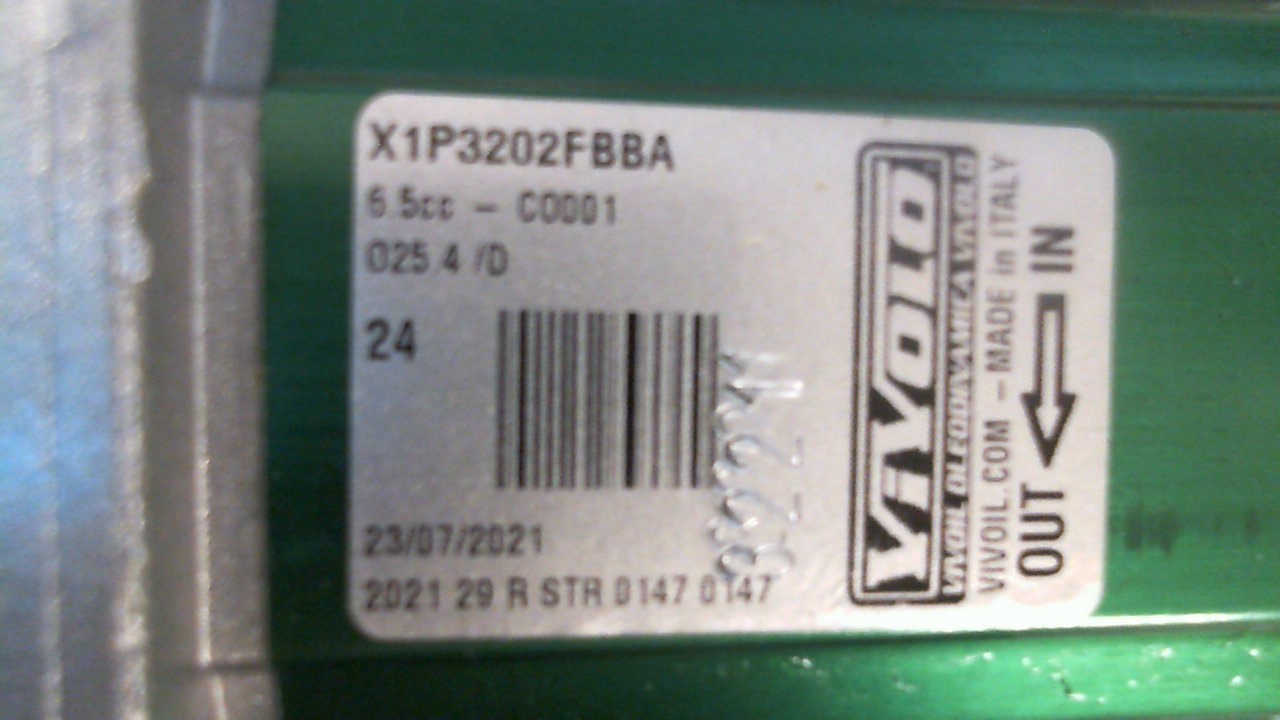 X1P3202FBBA
6.5cc - C0001
O25.4 /D
24
23/07/2021
2021 29 R STR 0147 0147
ViVOLO
VIVOIL OLEODINAMICA VIVOLO
VIVOIL.COM - MADE in ITALY
OUT IN